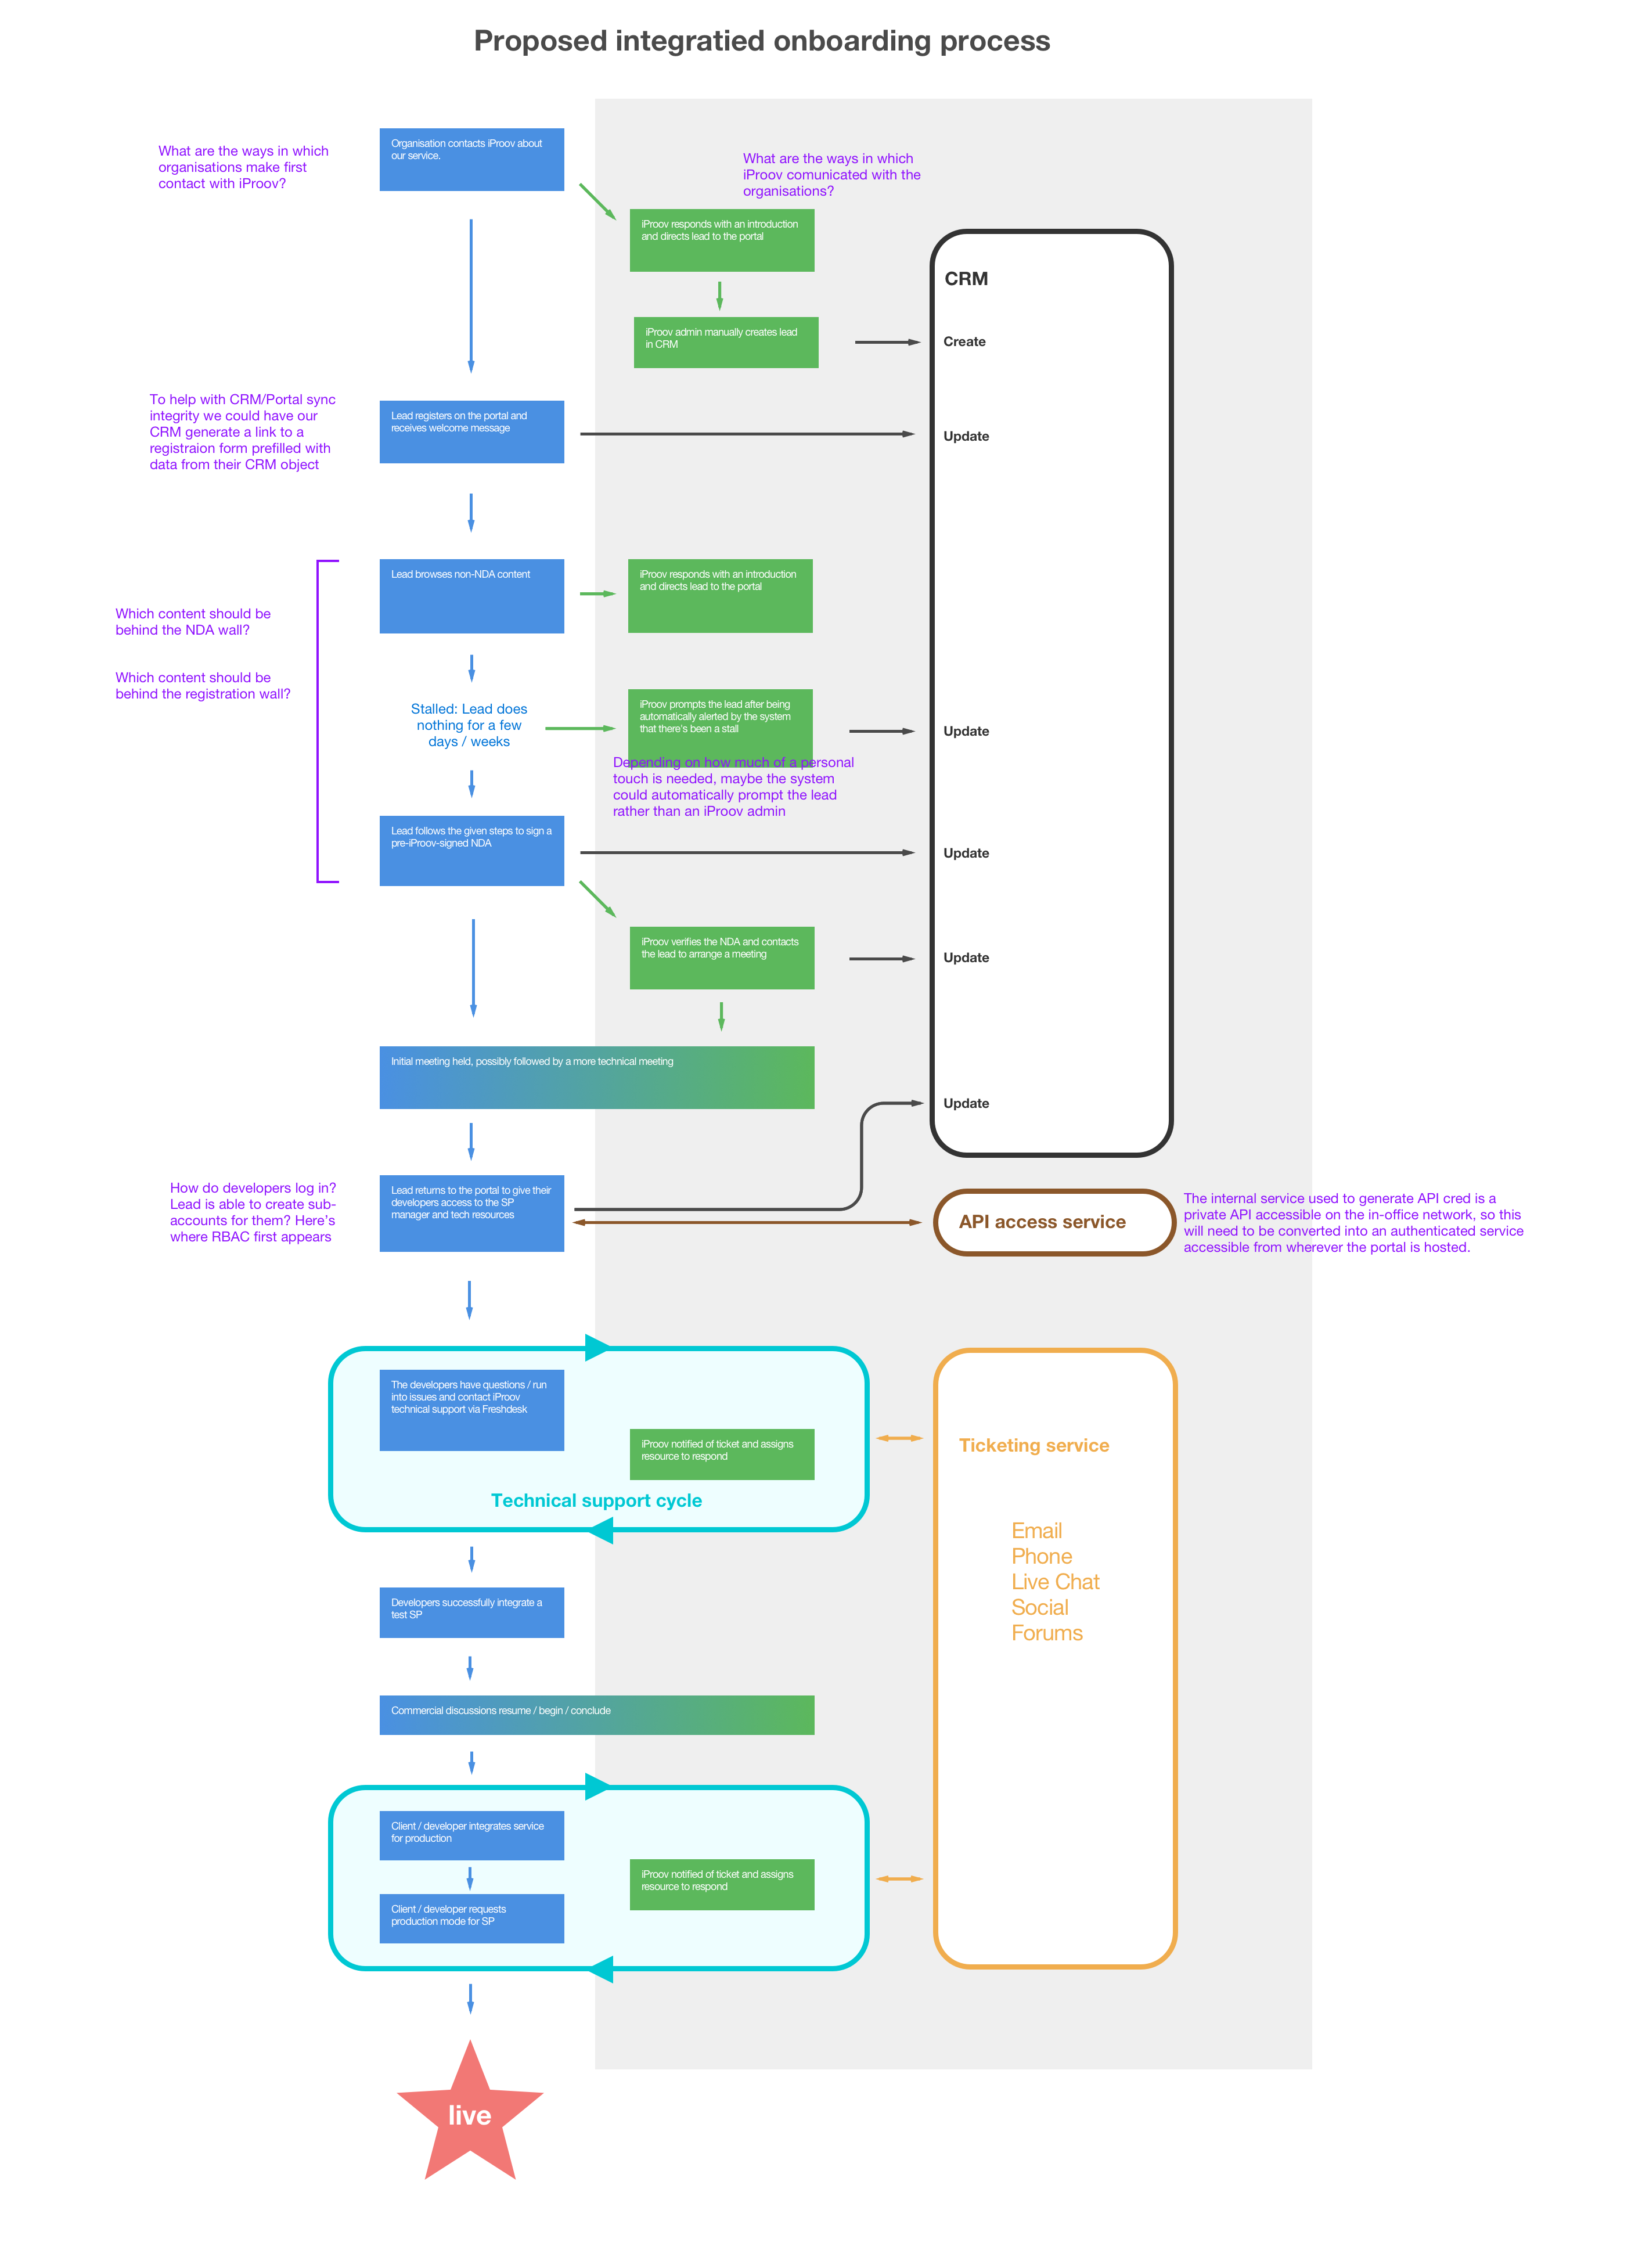 Proposed integratied onboarding process
Organisation contacts iProov about
our service.
What are the ways in which
organisations make first
contact with iProov?
What are the ways in which
iProov comunicated with the
organisations?
iProov responds with an introduction
and directs lead to the portal
CRM
iProov admin manually creates lead
in CRM
Create
To help with CRM/Portal sync
integrity we could have our
CRM generate a link to a
registraion form prefilled with
data from their CRM object
Lead registers on the portal and
receives welcome message
Update
Lead browses non-NDA content
iProov responds with an introduction
and directs lead to the portal
Which content should be
behind the NDA wall?
Which content should be
behind the registration wall?
Stalled: Lead does
nothing for a few
days / weeks
iProov prompts the lead after being
automatically alerted by the system
that there's been a stall
Update
Depending on how much of a personal
touch is needed, maybe the system
could automatically prompt the lead
rather than an iProov admin
Lead follows the given steps to sign a
pre-iProov-signed NDA
Update
iProov verifies the NDA and contacts
the lead to arrange a meeting
Update
Initial meeting held, possibly followed by a more technical meeting
Update
How do developers log in?
Lead is able to create sub-
accounts for them? Here's
where RBAC first appears
Lead returns to the portal to give their
developers access to the SP
manager and tech resources
API access service
The internal service used to generate API cred is a
private API accessible on the in-office network, so this
will need to be converted into an authenticated service
accessible from wherever the portal is hosted.
The developers have questions / run
into issues and contact iProov
technical support via Freshdesk
iProov notified of ticket and assigns
resource to respond
Technical support cycle
Ticketing service
Email
Phone
Live Chat
Social
Forums
Developers successfully integrate a
test SP
Commercial discussions resume / begin / conclude
Client / developer integrates service
for production
iProov notified of ticket and assigns
resource to respond
Client / developer requests
production mode for SP
live